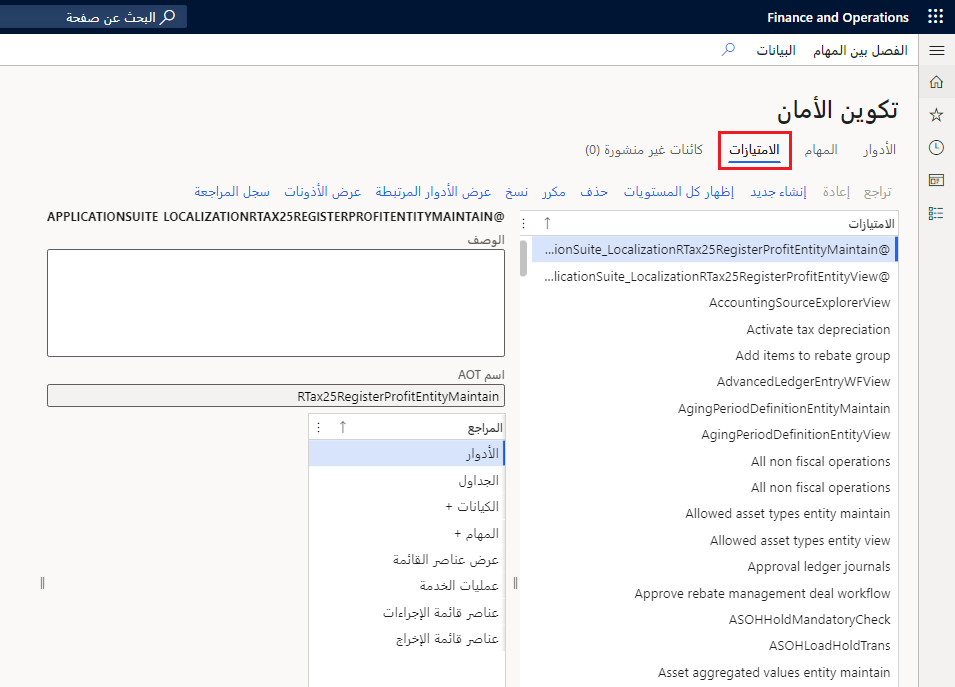 Finance and Operations
البحث عن صفحة
الفصل بين المهام البيانات
تكوين الأمان
الأدوار المهام الامتيازات كائنات غير منشورة (0)
تراجع إعادة إنشاء جديد إظهار كل المستويات حذف مكرر نسخ عرض الأدوار المرتبطة عرض الأذونات سجل المراجعة
الامتيازات
...ionSuite_LocalizationRTax25RegisterProfitEntityMaintain@
...licationSuite_LocalizationRTax25RegisterProfitEntityView@
AccountingSourceExplorerView
Activate tax depreciation
Add items to rebate group
AdvancedLedgerEntryWFView
AgingPeriodDefinitionEntityMaintain
AgingPeriodDefinitionEntityView
All non fiscal operations
All non fiscal operations
Allowed asset types entity maintain
Allowed asset types entity view
Approval ledger journals
Approve rebate management deal workflow
ASOHHoldMandatoryCheck
ASOHLoadHoldTrans
Asset aggregated values entity maintain
APPLICATIONSUITE_LOCALIZATIONRTAX25REGISTERPROFITENTITYMAINTAIN@
الوصف
اسم AOT
RTax25RegisterProfitEntityMaintain
المراجع
الأدوار
الجداول
الكيانات +
المهام +
عرض عناصر القائمة
عمليات الخدمة
عناصر قائمة الإجراءات
عناصر قائمة الإخراج